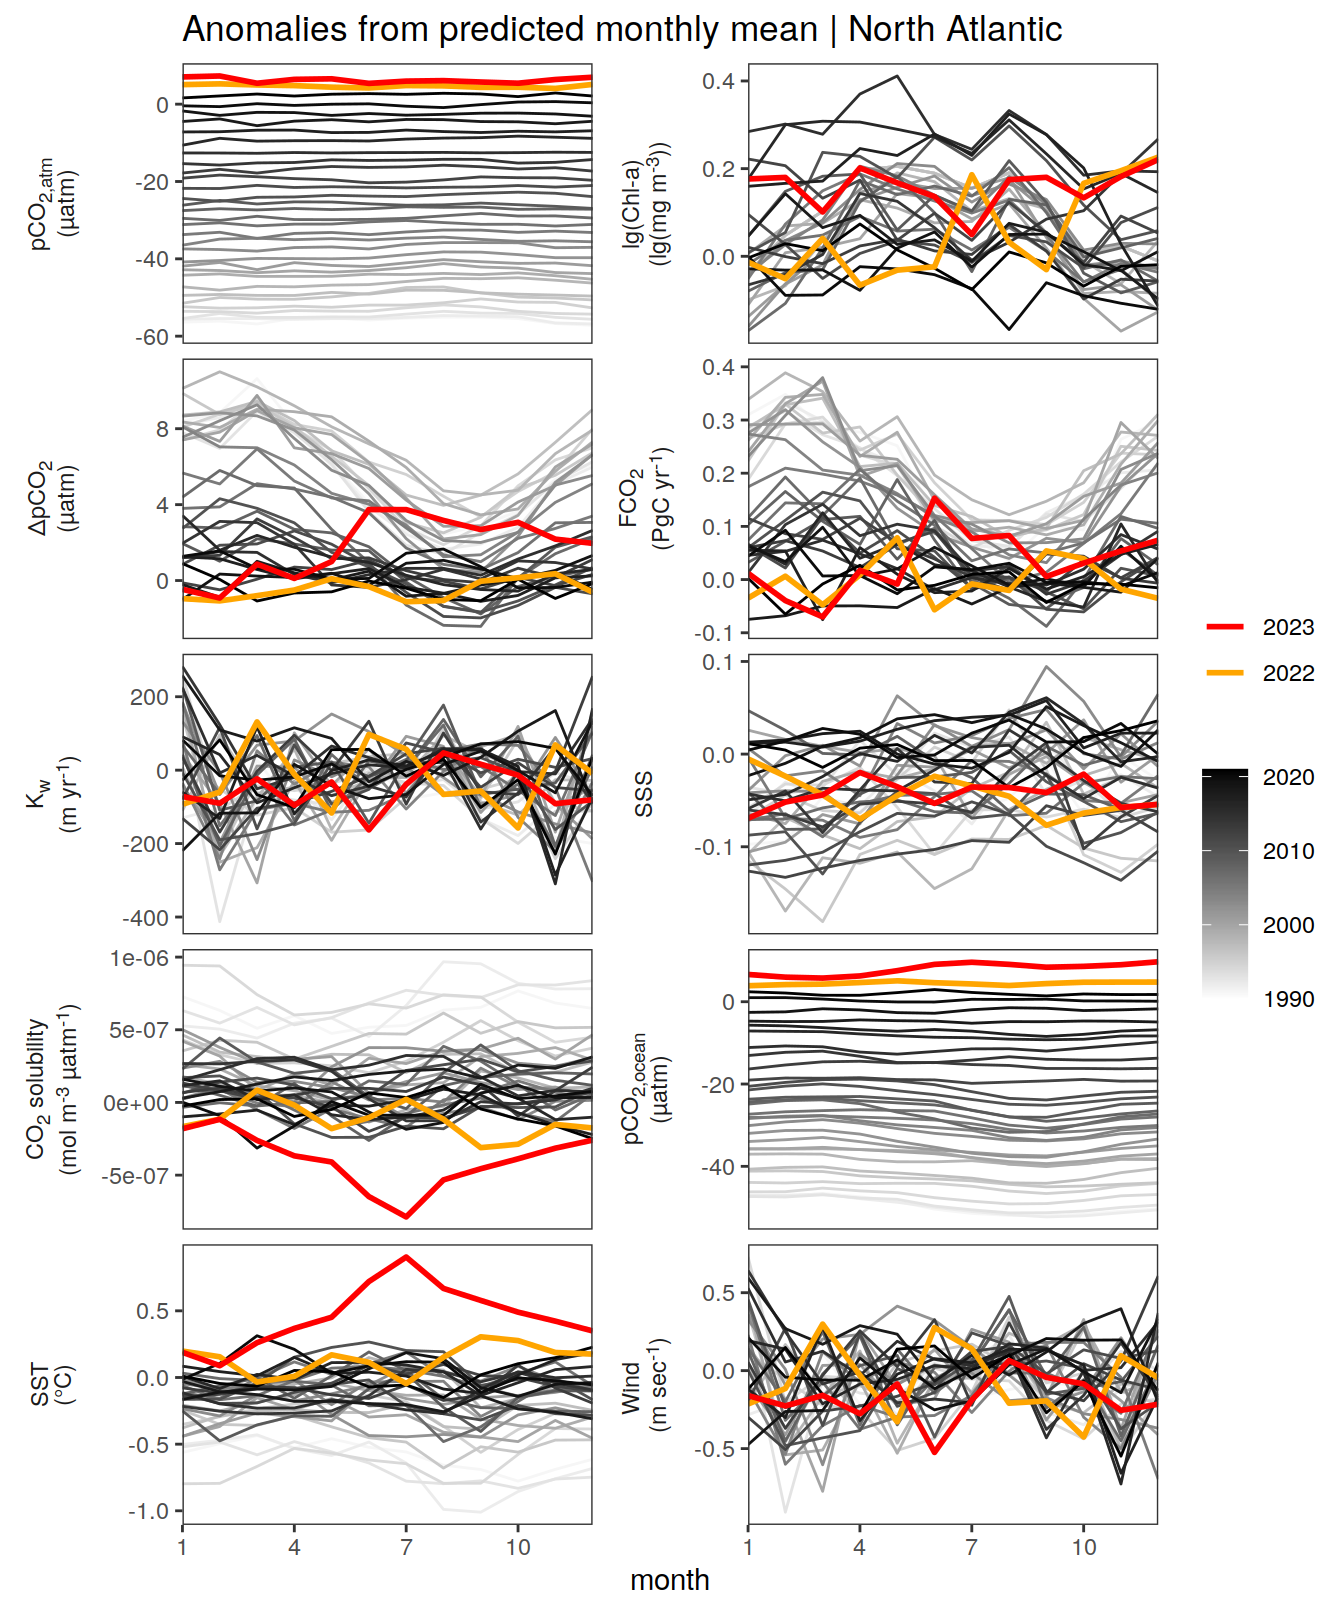 Anomalies from predicted monthly mean | North Atlantic
pCO2,atm
(µatm)
0
-20
-40
-60
lg(Chl-a)
(lg(mg m-3))
0.4
0.2
0.0
ΔpCO2
(µatm)
8
4
0
FCO2
(PgC yr-1)
0.4
0.3
0.2
0.1
0.0
-0.1
Kw
(m yr-1)
200
0
-200
-400
SSS
0.1
0.0
-0.1
CO2 solubility
(mol m-3 µatm-1)
1e-06
5e-07
0e+00
-5e-07
pCO2,ocean
(µatm)
0
-20
-40
SST
(°C)
0.5
0.0
-0.5
-1.0
Wind
(m sec-1)
0.5
0.0
-0.5
1 4 7 10
1 4 7 10
month
2023
2022
2020
2010
2000
1990